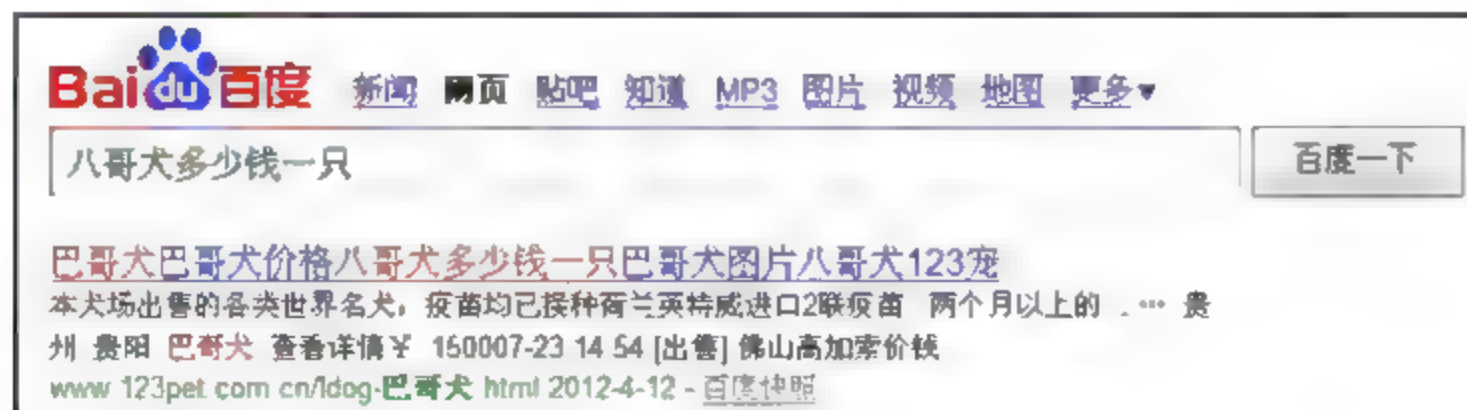 Bai du 百度 新闻 网页 贴吧 知道 MP3 图片 视频 地图 更多▼
八哥犬多少钱一只 百度一下
巴哥犬巴哥犬价格八哥犬多少钱一只巴哥犬图片八哥犬123宠
本犬场出售的各类世界名犬，疫苗均已接种荷兰英特威进口2联疫苗 两个月以上的 . … 贵
州 贵阳 巴哥犬 查看详情￥ 150007-23 14 54 [出售] 佛山高加索价钱
www 123pet com cn/ldog-巴哥犬 html 2012-4-12 - 百度快照